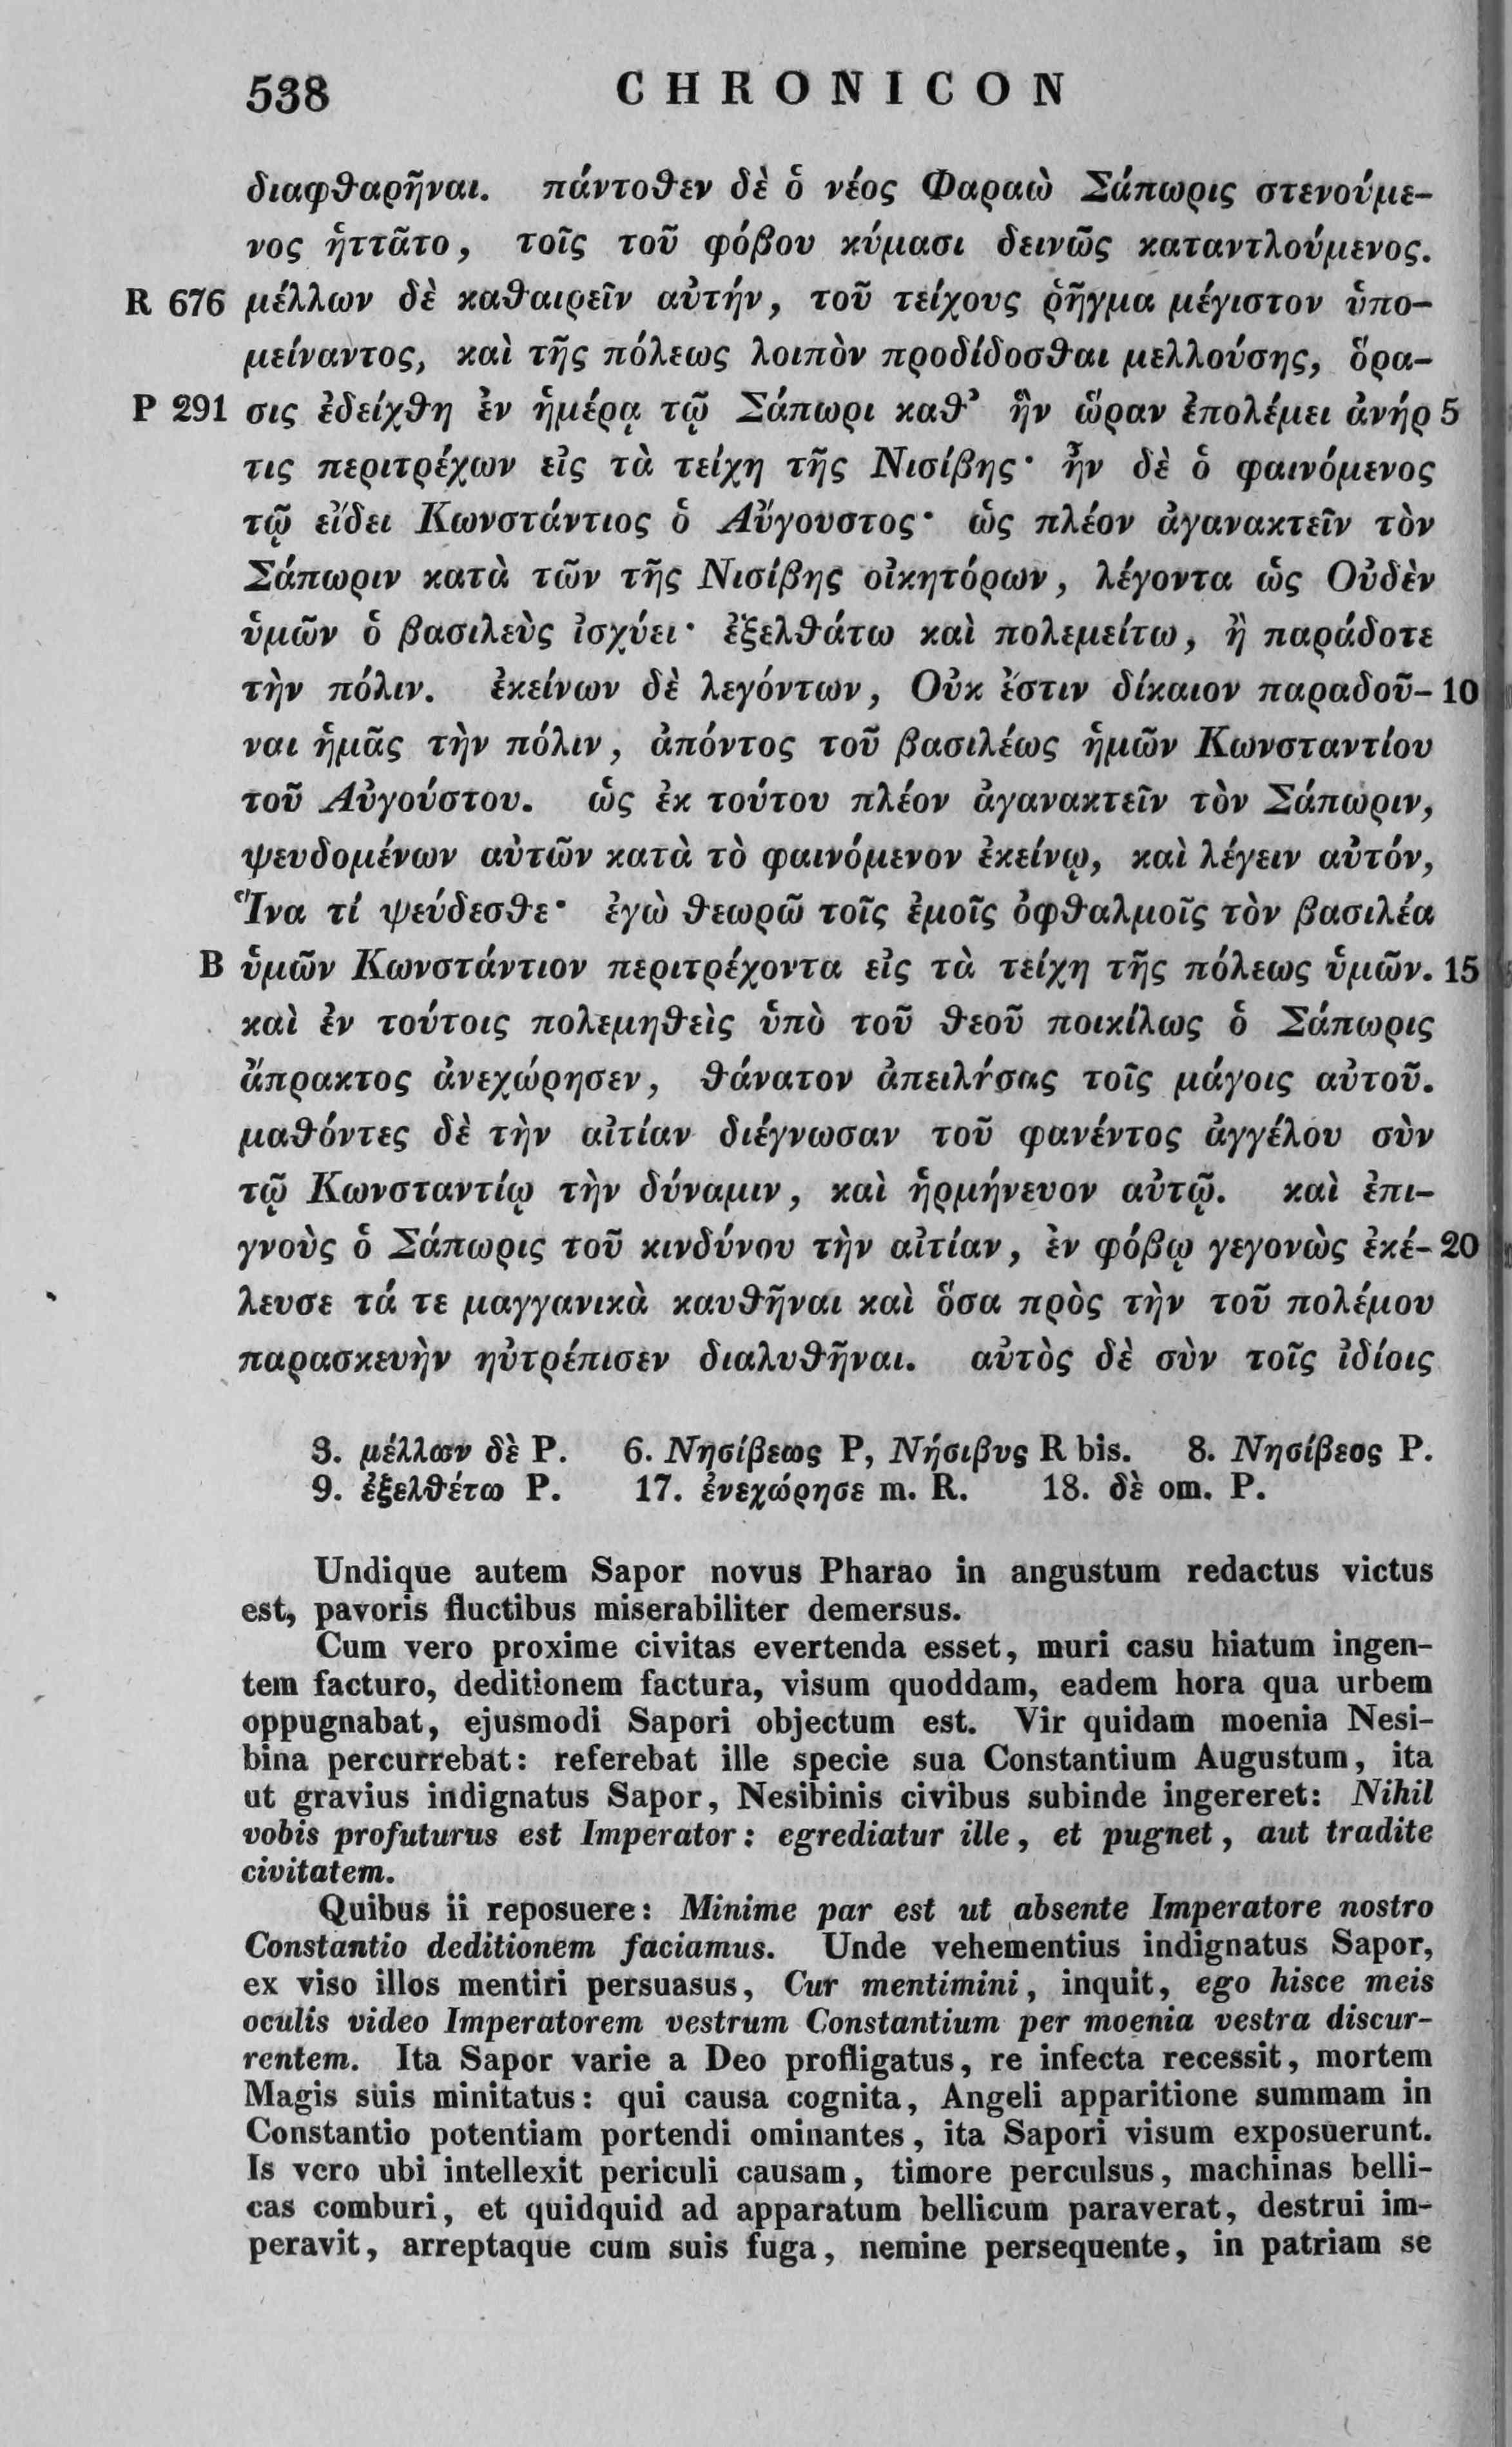 538 CHRONICON
διαφϑαρῆναι. πάντοϑεν δὲ ὁ νέος Φαραὼ Σάπωρις στενούμε-
νος ἡττᾶτο, τοῖς τοῦ φόβου κύμασι δεινῶς καταντλούμενος.
R 676 μέλλων δὲ καϑαιρεῖν αὐτήν, τοῦ τείχους ῥῆγμα μέγιστον ὑπο-
μείναντος, καὶ τῆς πόλεως λοιπὸν προδίδοσϑαι μελλούσης, ὅρα-
P 291 σις ἐδείχϑη ἐν ἡμέρᾳ τῷ Σάπωρι καϑ' ἣν ὥραν ἐπολέμει ἀνήρ 5
τις περιτρέχων εἰς τὰ τείχη τῆς Νισίβης· ἦν δὲ ὁ φαινόμενος
τῷ εἴδει Κωνστάντιος ὁ Αὔγουστος· ὡς πλέον ἀγανακτεῖν τὸν
Σάπωριν κατὰ τῶν τῆς Νισίβης οἰκητόρων, λέγοντα ὡς Οὐδὲν
ὑμῶν ὁ βασιλεὺς ἰσχύει· ἐξελϑάτω καὶ πολεμείτω, ἢ παράδοτε
τὴν πόλιν. ἐκείνων δὲ λεγόντων, Οὐκ ἔστιν δίκαιον παραδοῦ- 10
ναι ἡμᾶς τὴν πόλιν, ἀπόντος τοῦ βασιλέως ἡμῶν Κωνσταντίου
τοῦ Αὐγούστου. ὡς ἐκ τούτου πλέον ἀγανακτεῖν τὸν Σάπωριν,
ψευδομένων αὐτῶν κατὰ τὸ φαινόμενον ἐκείνῳ, καὶ λέγειν αὐτόν,
Ἵνα τί ψεύδεσϑε· ἐγὼ ϑεωρῶ τοῖς ἐμοῖς ὀφϑαλμοῖς τὸν βασιλέα
B ὑμῶν Κωνστάντιον περιτρέχοντα εἰς τὰ τείχη τῆς πόλεως ὑμῶν. 15
καὶ ἐν τούτοις πολεμηϑεὶς ὑπὸ τοῦ ϑεοῦ ποικίλως ὁ Σάπωρις
ἄπρακτος ἀνεχώρησεν, ϑάνατον ἀπειλήσας τοῖς μάγοις αὐτοῦ.
μαϑόντες δὲ τὴν αἰτίαν διέγνωσαν τοῦ φανέντος ἀγγέλου σὺν
τῷ Κωνσταντίῳ τὴν δύναμιν, καὶ ἡρμήνευον αὐτῷ. καὶ ἐπι-
γνοὺς ὁ Σάπωρις τοῦ κινδύνου τὴν αἰτίαν, ἐν φόβῳ γεγονὼς ἐκέ- 20
λευσε τά τε μαγγανικὰ καυϑῆναι καὶ ὅσα πρὸς τὴν τοῦ πολέμου
παρασκευὴν ηὐτρέπισεν διαλυϑῆναι. αὐτὸς δὲ σὺν τοῖς ἰδίοις
3. μέλλων δὲ P. 6. Νησίβεως P, Νήσιβυς R bis. 8. Νησίβεος P.
9. ἐξελϑέτω P. 17. ἐνεχώρησε m. R. 18. δὲ om. P.
Undique autem Sapor novus Pharao in angustum redactus victus
est, pavoris fluctibus miserabiliter demersus.
Cum vero proxime civitas evertenda esset, muri casu hiatum ingen-
tem facturo, deditionem factura, visum quoddam, eadem hora qua urbem
oppugnabat, ejusmodi Sapori objectum est. Vir quidam moenia Nesi-
bina percurrebat: referebat ille specie sua Constantium Augustum, ita
ut gravius indignatus Sapor, Nesibinis civibus subinde ingereret: Nihil
vobis profuturus est Imperator: egrediatur ille, et pugnet, aut tradite
civitatem.
Quibus ii reposuere: Minime par est ut absente Imperatore nostro
Constantio deditionem faciamus. Unde vehementius indignatus Sapor,
ex viso illos mentiri persuasus, Cur mentimini, inquit, ego hisce meis
oculis video Imperatorem vestrum Constantium per moenia vestra discur-
rentem. Ita Sapor varie a Deo profligatus, re infecta recessit, mortem
Magis suis minitatus: qui causa cognita, Angeli apparitione summam in
Constantio potentiam portendi ominantes, ita Sapori visum exposuerunt.
Is vero ubi intellexit periculi causam, timore perculsus, machinas belli-
cas comburi, et quidquid ad apparatum bellicum paraverat, destrui im-
peravit, arreptaque cum suis fuga, nemine persequente, in patriam se